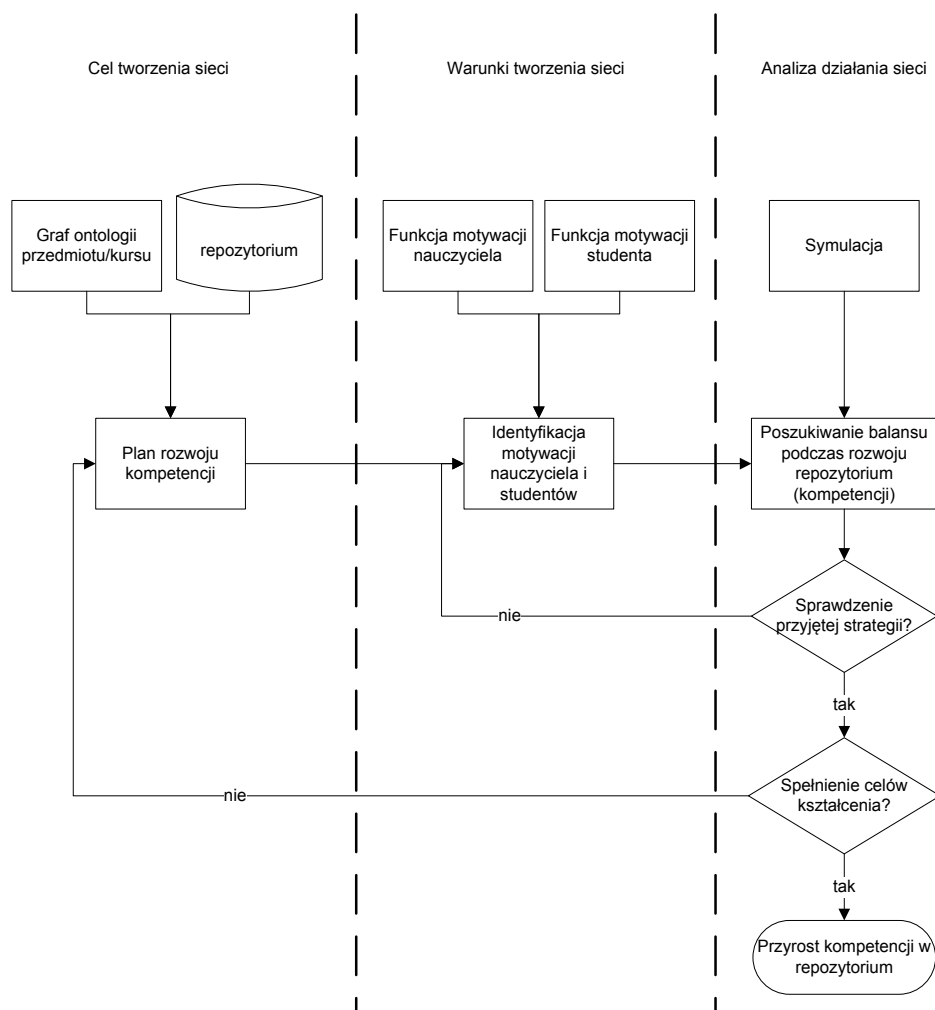 Cel tworzenia sieci
Warunki tworzenia sieci
Analiza działania sieci
Graf ontologii
przedmiotu/kursu
repozytorium
Funkcja motywacji
nauczyciela
Funkcja motywacji
studenta
Symulacja
Plan rozwoju
kompetencji
Identyfikacja
motywacji
nauczyciela i
studentów
Poszukiwanie balansu
podczas rozwoju
repozytorium
(kompetencji)
Sprawdzenie
przyjętej strategii?
nie
tak
Spełnienie celów
kształcenia?
nie
tak
Przyrost kompetencji w
repozytorium